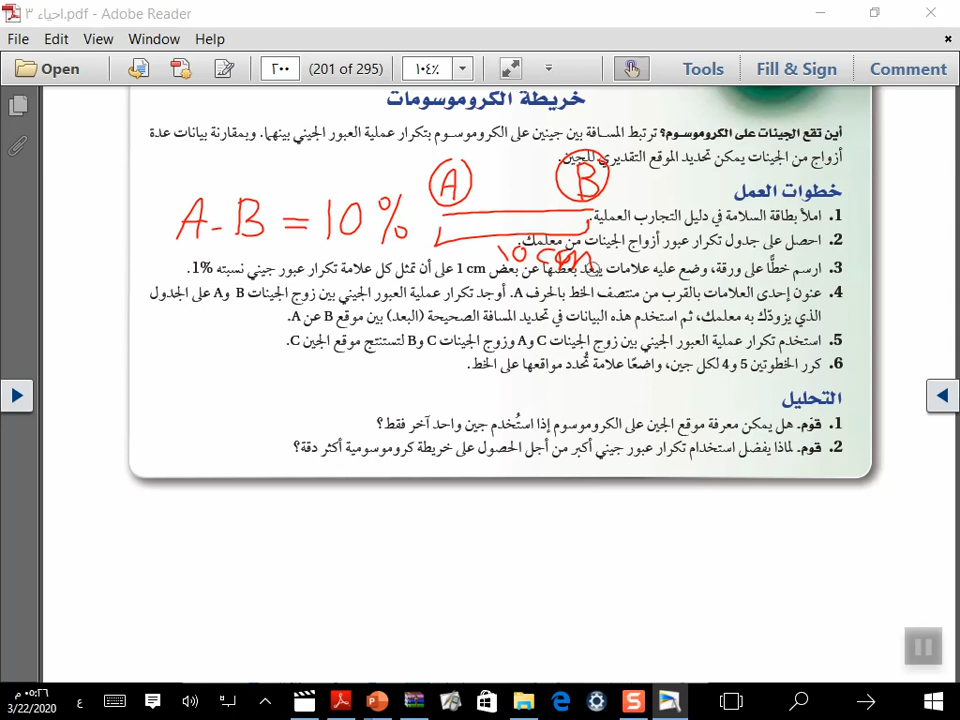 احياء ٣.pdf - Adobe Reader
File Edit View Window Help
Open ٢٠٠ (201 of 295) ١٠٤٪ Tools Fill & Sign Comment
خريطة الكروموسومات
أين تقع الجينات على الكروموسوم؟ ترتبط المسافة بين جينين على الكروموسوم بتكرار عملية العبور الجيني بينهما. وبمقارنة بيانات عدة
أزواج من الجينات يمكن تحديد الموقع التقديري للجين.
A B
A - B = 10 %
10 cm
خطوات العمل
1. املأ بطاقة السلامة في دليل التجارب العملية.
2. احصل على جدول تكرار عبور أزواج الجينات من معلمك.
3. ارسم خطًّا على ورقة، وضع عليه علامات يبعد بعضها عن بعض 1 cm على أن تمثل كل علامة تكرار عبور جيني نسبته %1.
4. عنون إحدى العلامات بالقرب من منتصف الخط بالحرف A. أوجد تكرار عملية العبور الجيني بين زوج الجينات B وA على الجدول
الذي يزودك به معلمك، ثم استخدم هذه البيانات في تحديد المسافة الصحيحة (البعد) بين موقع B عن A.
5. استخدم تكرار عملية العبور الجيني بين زوج الجينات C وA وزوج الجينات C وB لتستنتج موقع الجين C.
6. كرر الخطوتين 5 و4 لكل جين، واضعًا علامة تُحدد مواقعها على الخط.
التحليل
1. قوّم. هل يمكن معرفة موقع الجين على الكروموسوم إذا استُخدم جين واحد آخر فقط؟
2. قوم. لماذا يفضل استخدام تكرار عبور جيني أكبر من أجل الحصول على خريطة كروموسومية أكثر دقة؟
٠٥:٢٦ م
3/22/2020
ع